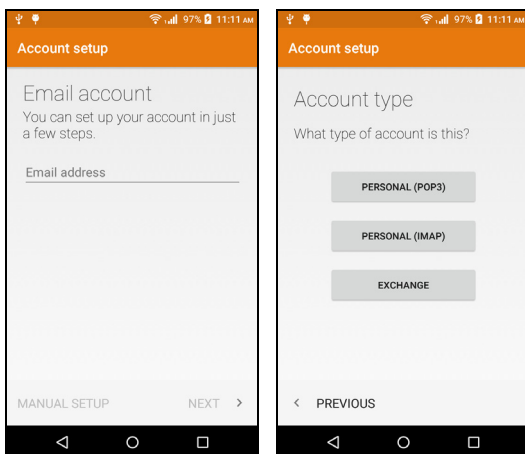 97% 11:11 AM
Account setup
Email account
You can set up your account in just
a few steps.
Email address
MANUAL SETUP NEXT
97% 11:11 AM
Account setup
Account type
What type of account is this?
PERSONAL (POP3)
PERSONAL (IMAP)
EXCHANGE
PREVIOUS